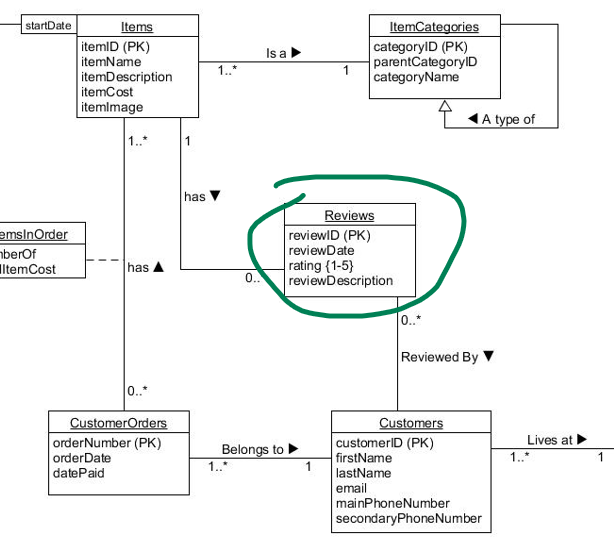 startDate
Items
itemID (PK)
itemName
itemDescription
itemCost
itemImage
Is a ▶
1..*
1
ItemCategories
categoryID (PK)
parentCategoryID
categoryName
◀ A type of
1..*
1
has ▼
Reviews
reviewID (PK)
reviewDate
rating {1-5}
reviewDescription
0..
emsInOrder
nberOf
lItemCost
has ▲
0..*
Reviewed By ▼
0..*
CustomerOrders
orderNumber (PK)
orderDate
datePaid
Belongs to ▶
1..*
1
Customers
customerID (PK)
firstName
lastName
email
mainPhoneNumber
secondaryPhoneNumber
Lives at ▶
1..*
1